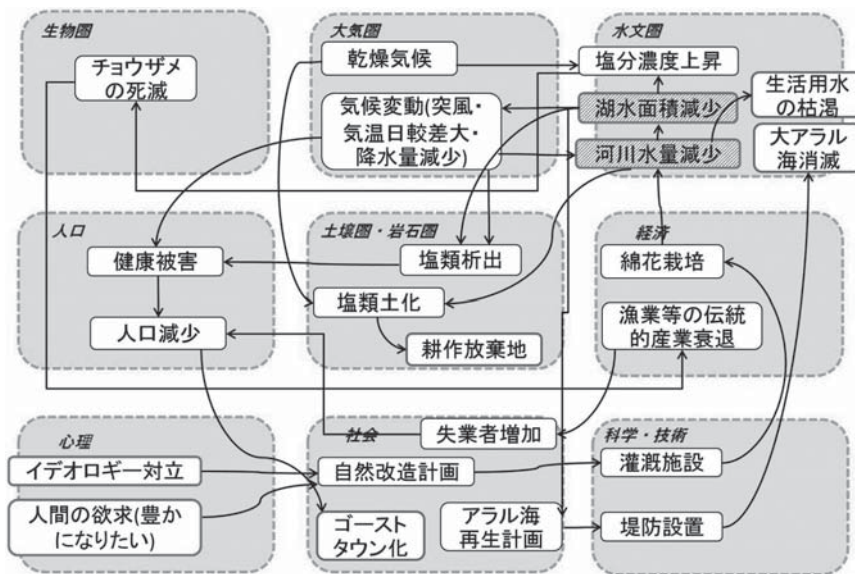 生物圏
チョウザメ
の死滅
大気圏
乾燥気候
気候変動(突風・
気温日較差大・
降水量減少)
水文圏
塩分濃度上昇
湖水面積減少
河川水量減少
生活用水
の枯渇
大アラル
海消滅
人口
健康被害
人口減少
土壌圏・岩石圏
塩類析出
塩類土化
耕作放棄地
経済
綿花栽培
漁業等の伝統
的産業衰退
心理
イデオロギー対立
人間の欲求(豊か
になりたい)
社会
失業者増加
自然改造計画
ゴースト
タウン化
アラル海
再生計画
科学・技術
灌漑施設
堤防設置